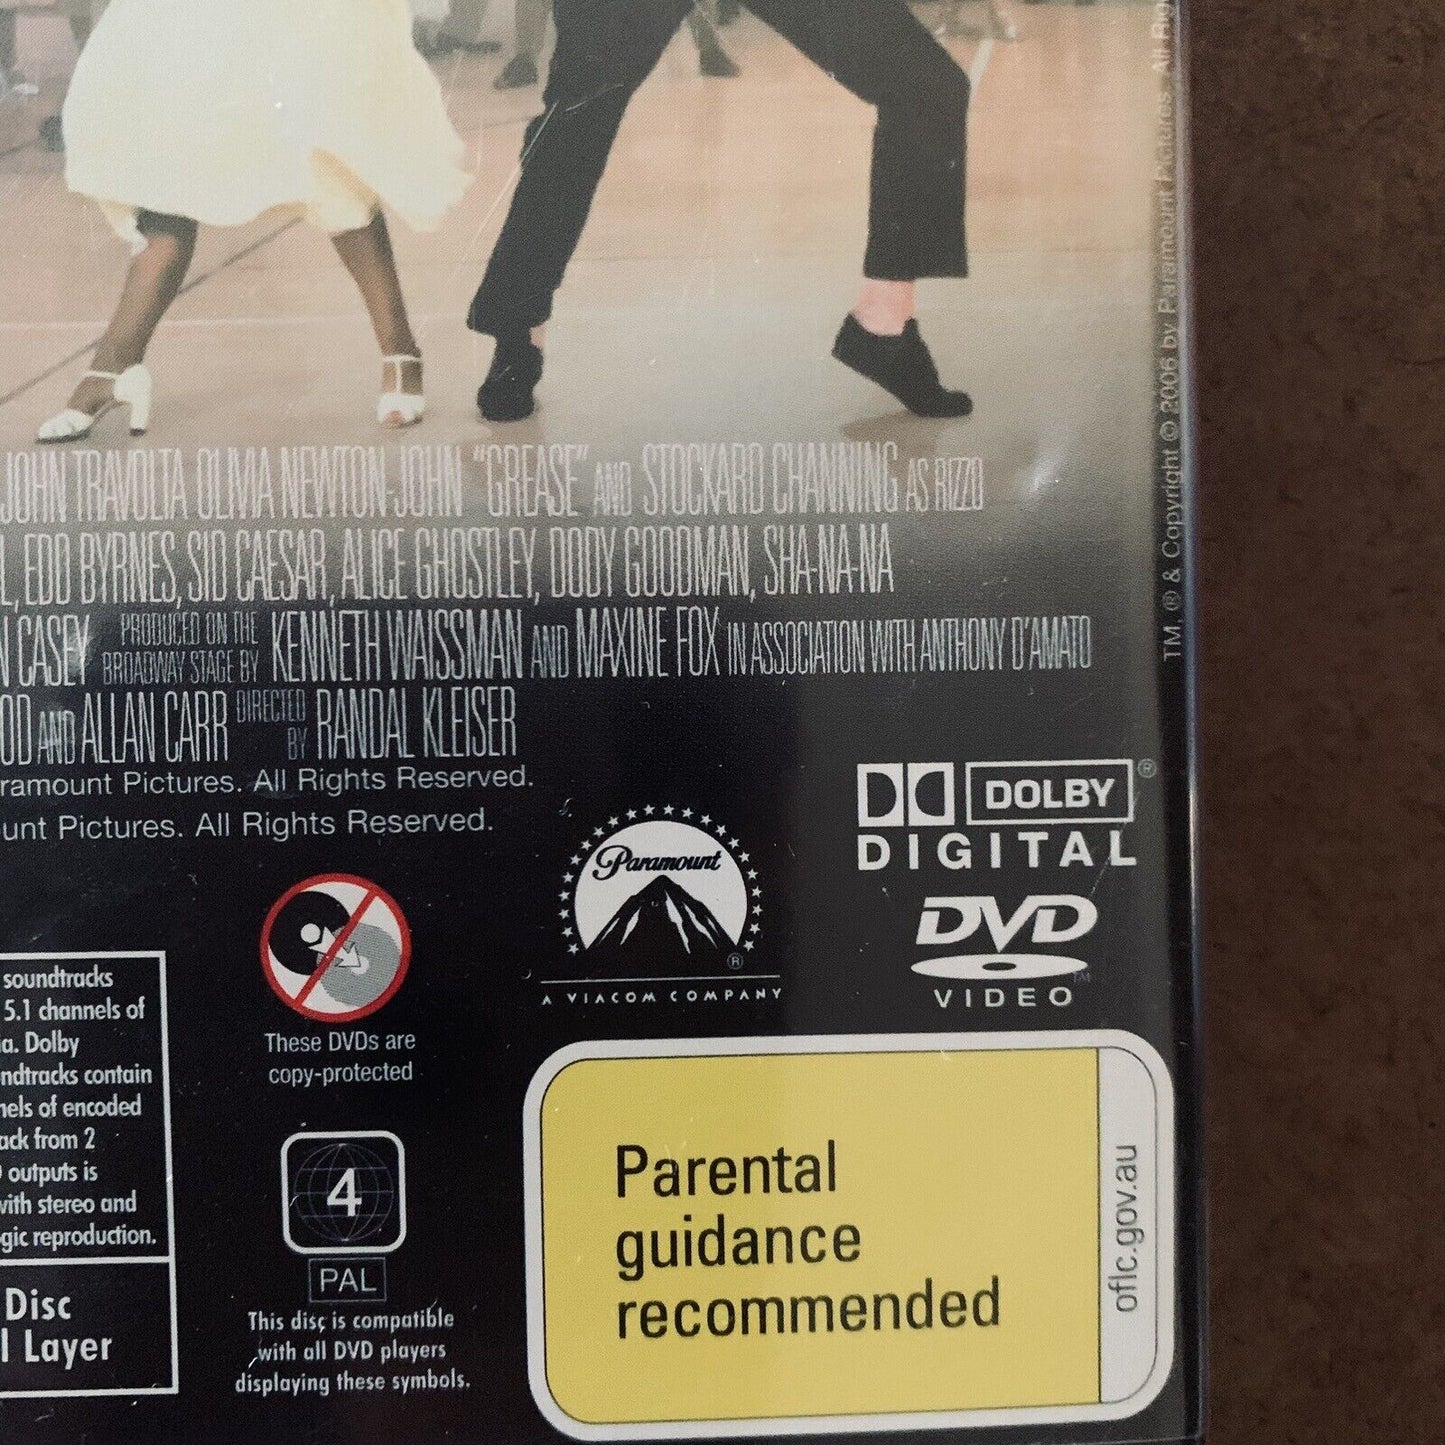 JOHN TRAVOLTA OLIVIA NEWTON-JOHN "GREASE" AND STOCKARD CHANNING AS RIZZO
EDD BYRNES, SID CAESAR, ALICE GHOSTLEY, DODY GOODMAN, SHA-NA-NA
CASEY PRODUCED ON THE BROADWAY STAGE BY KENNETH WAISSMAN AND MAXINE FOX IN ASSOCIATION WITH ANTHONY D'AMATO
OD AND ALLAN CARR DIRECTED BY RANDAL KLEISER
ramount Pictures. All Rights Reserved.
ount Pictures. All Rights Reserved.
TM, ® & Copyright © 2006 by Paramount Pictures. All Rig
DOLBY ®
DIGITAL
DVD
TM
VIDEO
Paramount
®
A VIACOM COMPANY
These DVDs are
copy-protected
soundtracks
5.1 channels of
a. Dolby
ndtracks contain
nels of encoded
ack from 2
outputs is
with stereo and
gic reproduction.
Disc
l Layer
4
PAL
This disc is compatible
with all DVD players
displaying these symbols.
Parental
guidance
recommended
oflc.gov.au